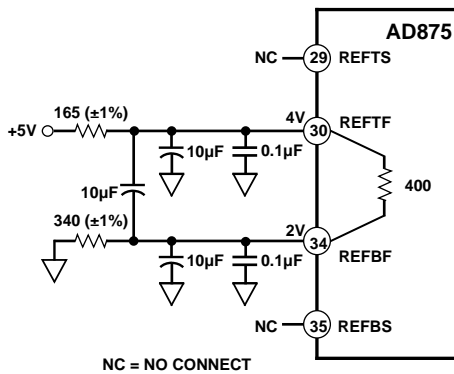 AD875
NC
29
REFTS
165 (±1%)
4V
REFTF
+5V
30
10µF
0.1µF
10µF
400
340 (±1%)
2V
34
REFBF
10µF
0.1µF
NC
35
REFBS
NC = NO CONNECT